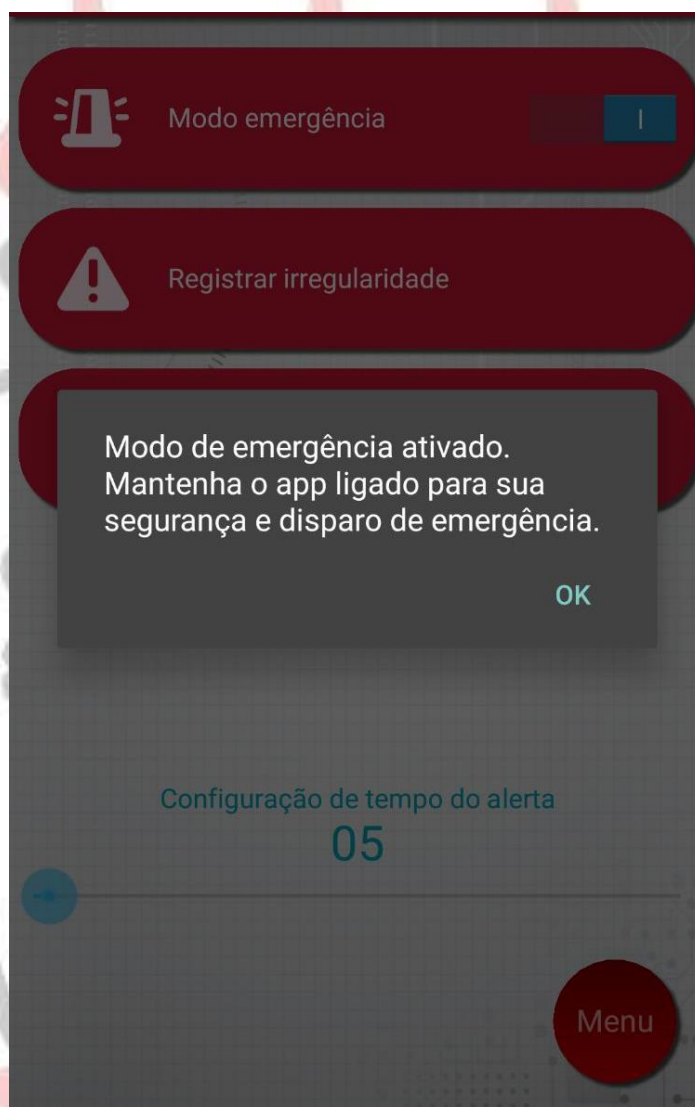 Modo emergência
I
Registrar irregularidade
Modo de emergência ativado.
Mantenha o app ligado para sua
segurança e disparo de emergência.
OK
Configuração de tempo do alerta
05
Menu